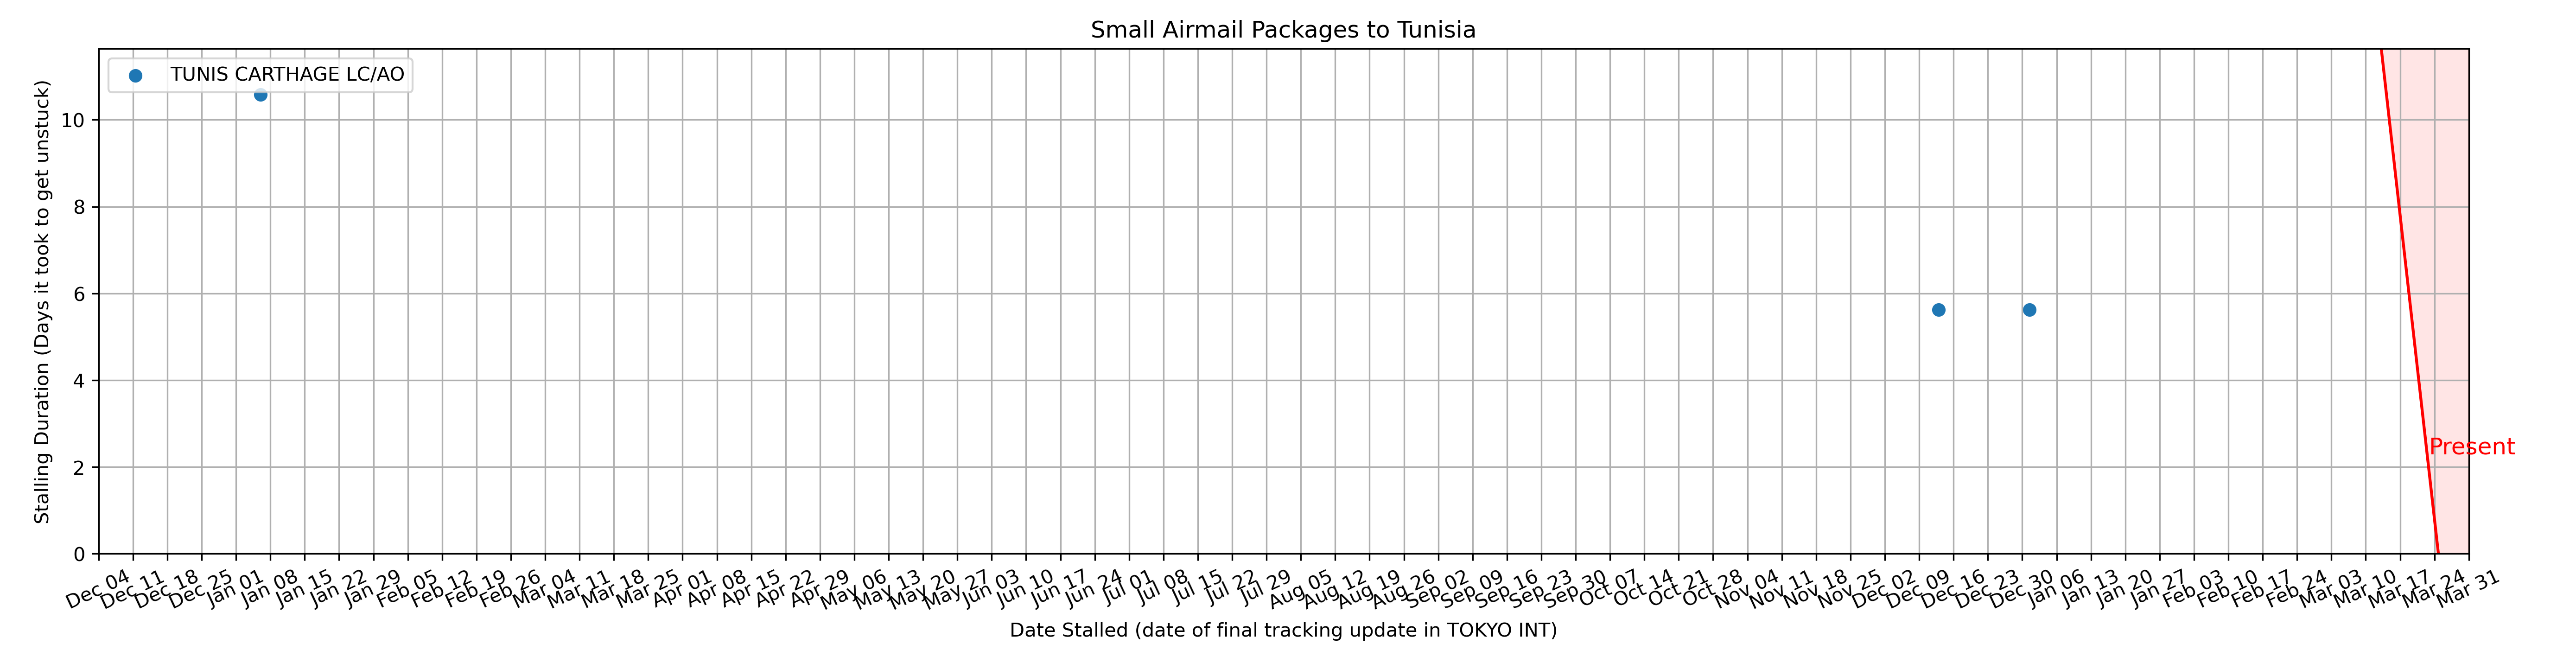 Small Airmail Packages to Tunisia
TUNIS CARTHAGE LC/AO
Stalling Duration (Days it took to get unstuck)
10
8
6
4
2
0
Present
Dec 04
Dec 11
Dec 18
Dec 25
Jan 01
Jan 08
Jan 15
Jan 22
Jan 29
Feb 05
Feb 12
Feb 19
Feb 26
Mar 04
Mar 11
Mar 18
Mar 25
Apr 01
Apr 08
Apr 15
Apr 22
Apr 29
May 06
May 13
May 20
May 27
Jun 03
Jun 10
Jun 17
Jun 24
Jul 01
Jul 08
Jul 15
Jul 22
Jul 29
Aug 05
Aug 12
Aug 19
Aug 26
Sep 02
Sep 09
Sep 16
Sep 23
Sep 30
Oct 07
Oct 14
Oct 21
Oct 28
Nov 04
Nov 11
Nov 18
Nov 25
Dec 02
Dec 09
Dec 16
Dec 23
Dec 30
Jan 06
Jan 13
Jan 20
Jan 27
Feb 03
Feb 10
Feb 17
Feb 24
Mar 03
Mar 10
Mar 17
Mar 24
Mar 31
Date Stalled (date of final tracking update in TOKYO INT)